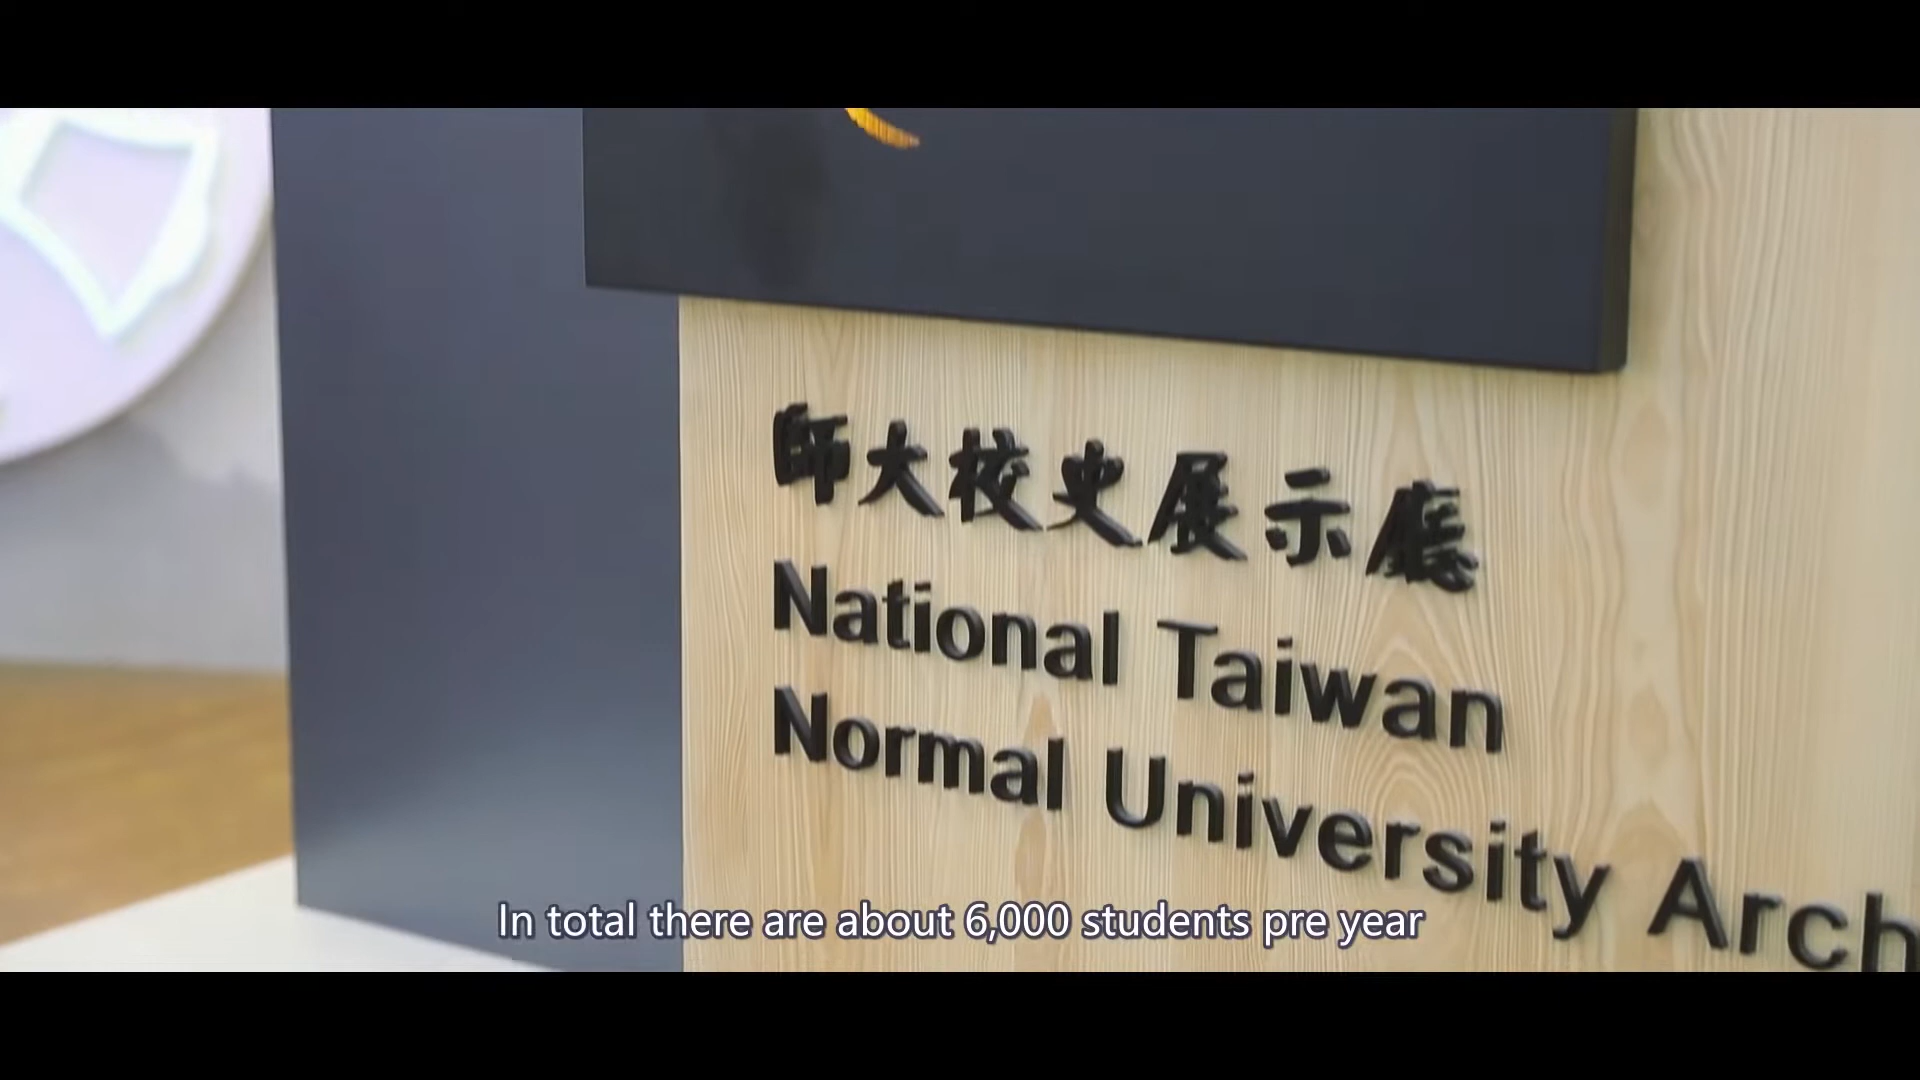 師大校史展示廳
National Taiwan
Normal University Arch
In total there are about 6,000 students pre year